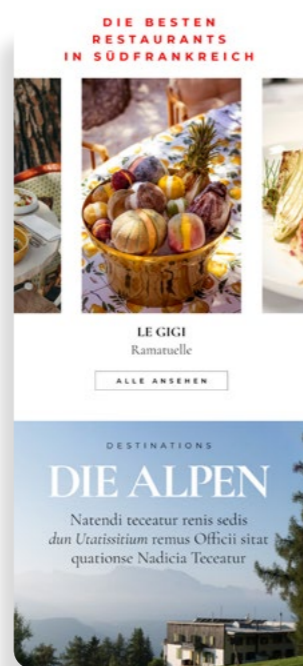 DIE BESTEN
RESTAURANTS
IN SÜDFRANKREICH
LE GIGI
Ramatuelle
ALLE ANSEHEN
DESTINATIONS
DIE ALPEN
Natendi teceatur renis sedis
dun Utatissitium remus Officii sitat
quationse Nadicia Teceatur